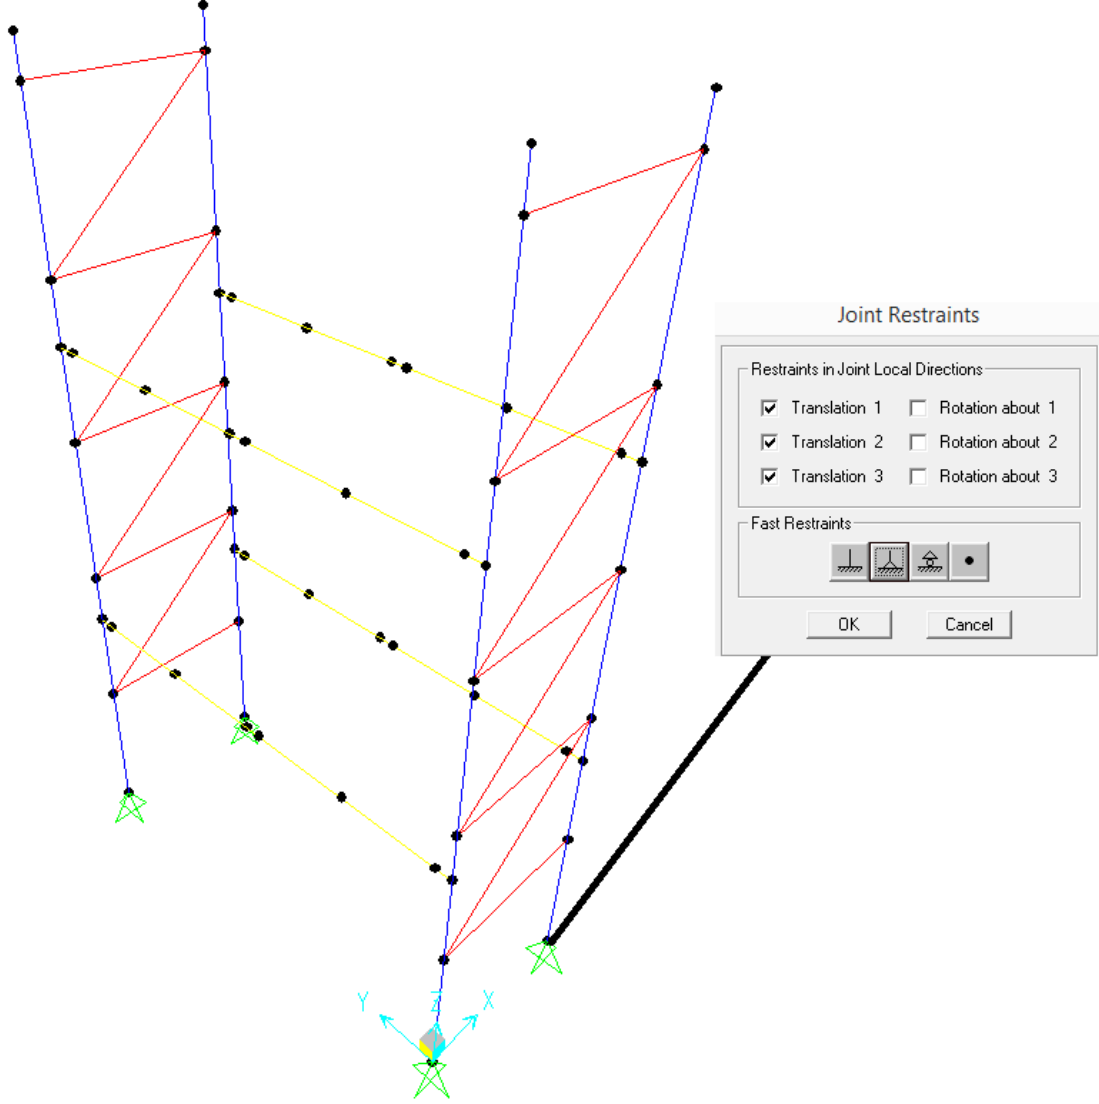 Joint Restraints
Restraints in Joint Local Directions
Translation 1
Rotation about 1
Translation 2
Rotation about 2
Translation 3
Rotation about 3
Fast Restraints
OK
Cancel
Y
Z
X